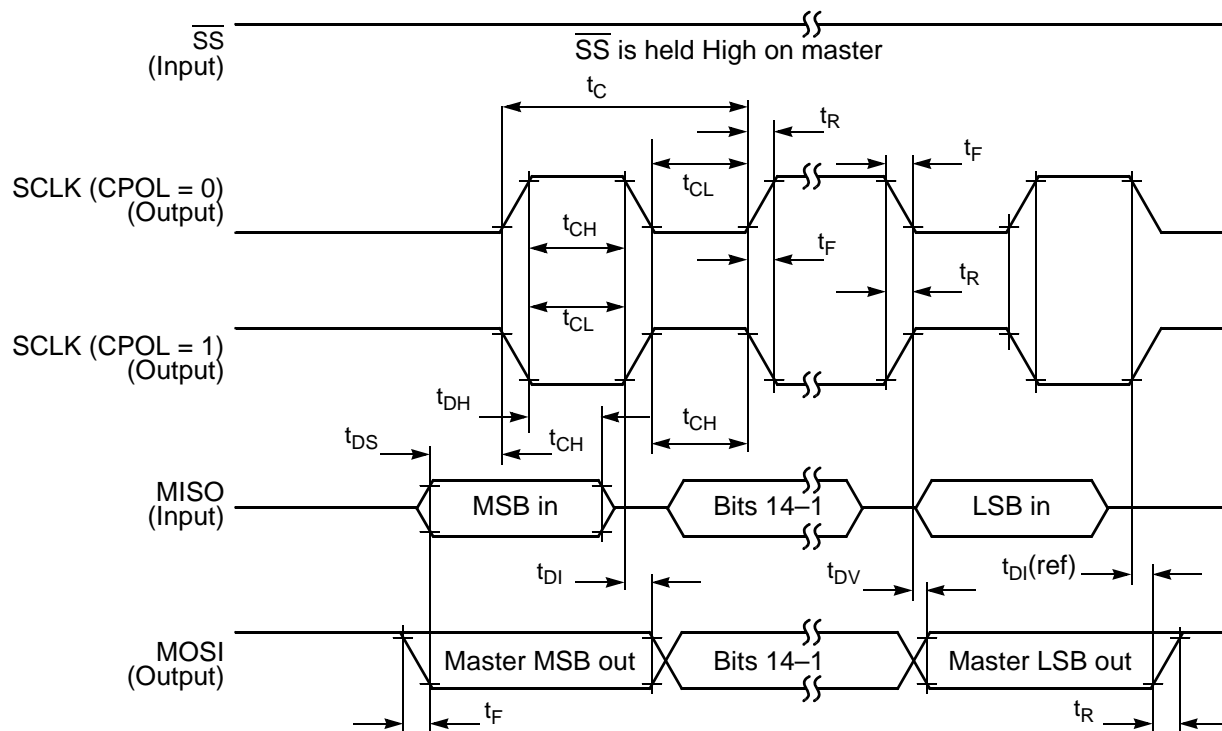 SS
(Input)
SS is held High on master
tC
tR
tF
SCLK (CPOL = 0)
(Output)
tCL
tCH
tF
tR
tCL
SCLK (CPOL = 1)
(Output)
tDH
tCH
tCH
tDS
MISO
(Input)
MSB in
Bits 14–1
LSB in
tDI
tDV
tDI(ref)
MOSI
(Output)
Master MSB out
Bits 14–1
Master LSB out
tF
tR